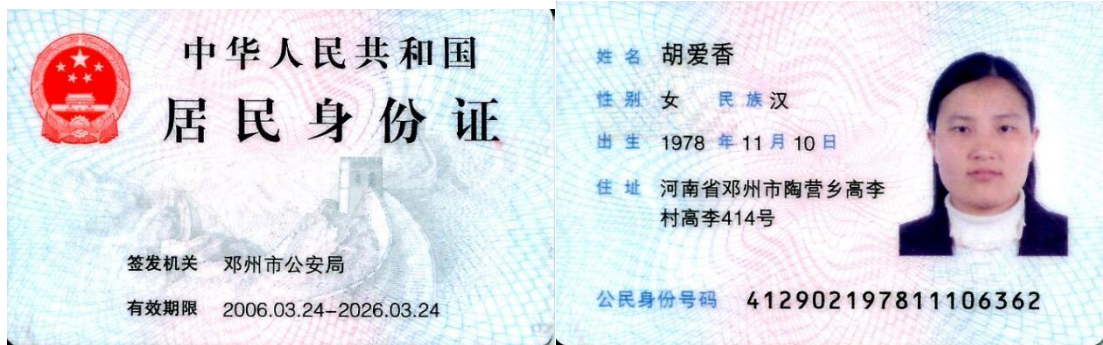 中华人民共和国
居民身份证
签发机关 邓州市公安局
有效期限 2006.03.24-2026.03.24
姓名 胡爱香
性别 女 民族 汉
出生 1978 年 11 月 10 日
住址 河南省邓州市陶营乡高李
村高李414号
公民身份号码 412902197811106362